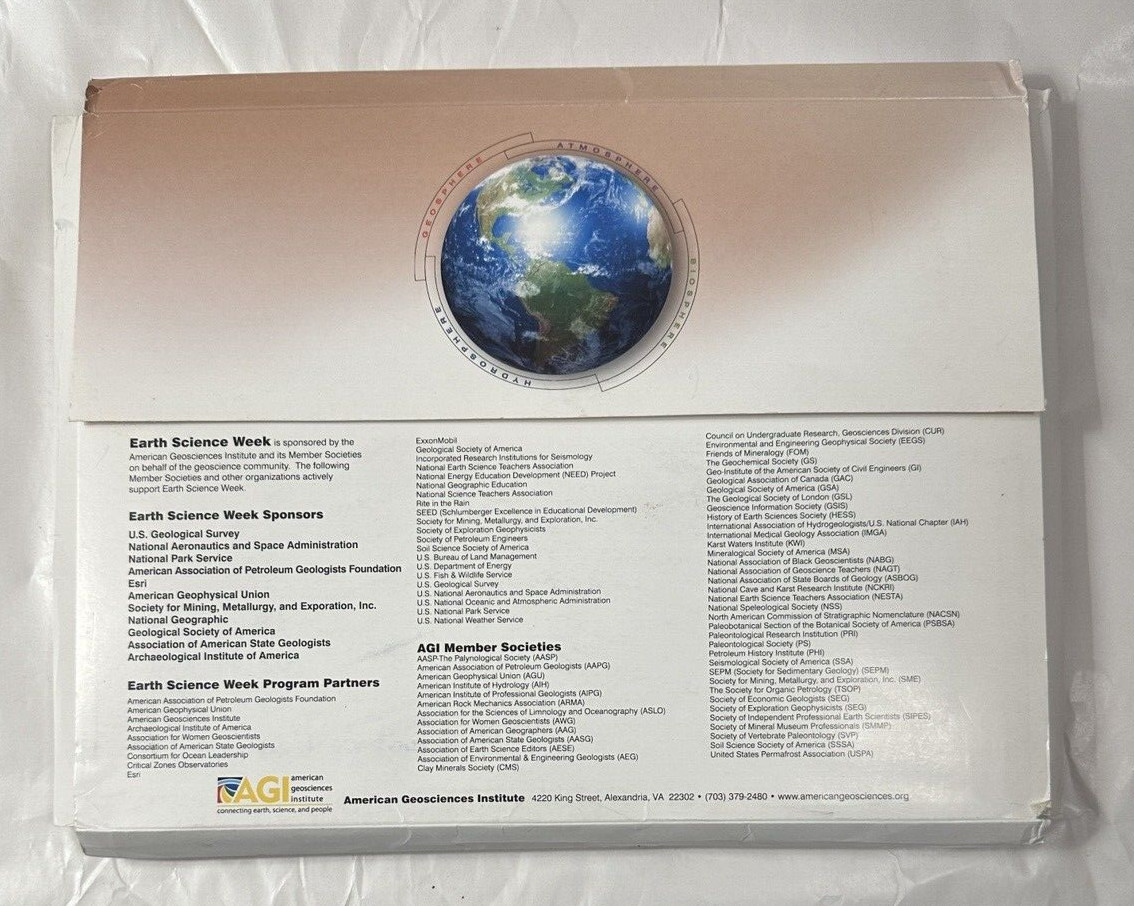 GEOSPHERE
ATMOSPHERE
BIOSPHERE
HYDROSPHERE
Earth Science Week is sponsored by the
American Geosciences Institute and its Member Societies
on behalf of the geoscience community. The following
Member Societies and other organizations actively
support Earth Science Week.
Earth Science Week Sponsors
U.S. Geological Survey
National Aeronautics and Space Administration
National Park Service
American Association of Petroleum Geologists Foundation
Esri
American Geophysical Union
Society for Mining, Metallurgy, and Exporation, Inc.
National Geographic
Geological Society of America
Association of American State Geologists
Archaeological Institute of America
Earth Science Week Program Partners
American Association of Petroleum Geologists Foundation
American Geophysical Union
American Geosciences Institute
Archaeological Institute of America
Association for Women Geoscientists
Association of American State Geologists
Consortium for Ocean Leadership
Critical Zones Observatories
Esri
ExxonMobil
Geological Society of America
Incorporated Research Institutions for Seismology
National Earth Science Teachers Association
National Energy Education Development (NEED) Project
National Geographic Education
National Science Teachers Association
Rite in the Rain
SEED (Schlumberger Excellence in Educational Development)
Society for Mining, Metallurgy, and Exploration, Inc.
Society of Exploration Geophysicists
Society of Petroleum Engineers
Soil Science Society of America
U.S. Bureau of Land Management
U.S. Department of Energy
U.S. Fish & Wildlife Service
U.S. Geological Survey
U.S. National Aeronautics and Space Administration
U.S. National Oceanic and Atmospheric Administration
U.S. National Park Service
U.S. National Weather Service
AGI Member Societies
AASP-The Palynological Society (AASP)
American Association of Petroleum Geologists (AAPG)
American Geophysical Union (AGU)
American Institute of Hydrology (AIH)
American Institute of Professional Geologists (AIPG)
American Rock Mechanics Association (ARMA)
Association for the Sciences of Limnology and Oceanography (ASLO)
Association for Women Geoscientists (AWG)
Association of American Geographers (AAG)
Association of American State Geologists (AASG)
Association of Earth Science Editors (AESE)
Association of Environmental & Engineering Geologists (AEG)
Clay Minerals Society (CMS)
Council on Undergraduate Research, Geosciences Division (CUR)
Environmental and Engineering Geophysical Society (EEGS)
Friends of Mineralogy (FOM)
The Geochemical Society (GS)
Geo-Institute of the American Society of Civil Engineers (GI)
Geological Association of Canada (GAC)
Geological Society of America (GSA)
The Geological Society of London (GSL)
Geoscience Information Society (GSIS)
History of Earth Sciences Society (HESS)
International Association of Hydrogeologists/U.S. National Chapter (IAH)
International Medical Geology Association (IMGA)
Karst Waters Institute (KWI)
Mineralogical Society of America (MSA)
National Association of Black Geoscientists (NABG)
National Association of Geoscience Teachers (NAGT)
National Association of State Boards of Geology (ASBOG)
National Cave and Karst Research Institute (NCKRI)
National Earth Science Teachers Association (NESTA)
National Speleological Society (NSS)
North American Commission of Stratigraphic Nomenclature (NACSN)
Paleobotanical Section of the Botanical Society of America (PSBSA)
Paleontological Research Institution (PRI)
Paleontological Society (PS)
Petroleum History Institute (PHI)
Seismological Society of America (SSA)
SEPM (Society for Sedimentary Geology) (SEPM)
Society for Mining, Metallurgy, and Exploration, Inc. (SME)
The Society for Organic Petrology (TSOP)
Society of Economic Geologists (SEG)
Society of Exploration Geophysicists (SEG)
Society of Independent Professional Earth Scientists (SIPES)
Society of Mineral Museum Professionals (SMMP)
Society of Vertebrate Paleontology (SVP)
Soil Science Society of America (SSSA)
United States Permafrost Association (USPA)
AGI american
geosciences
institute
connecting earth, science, and people
American Geosciences Institute 4220 King Street, Alexandria, VA 22302 • (703) 379-2480 • www.americangeosciences.org